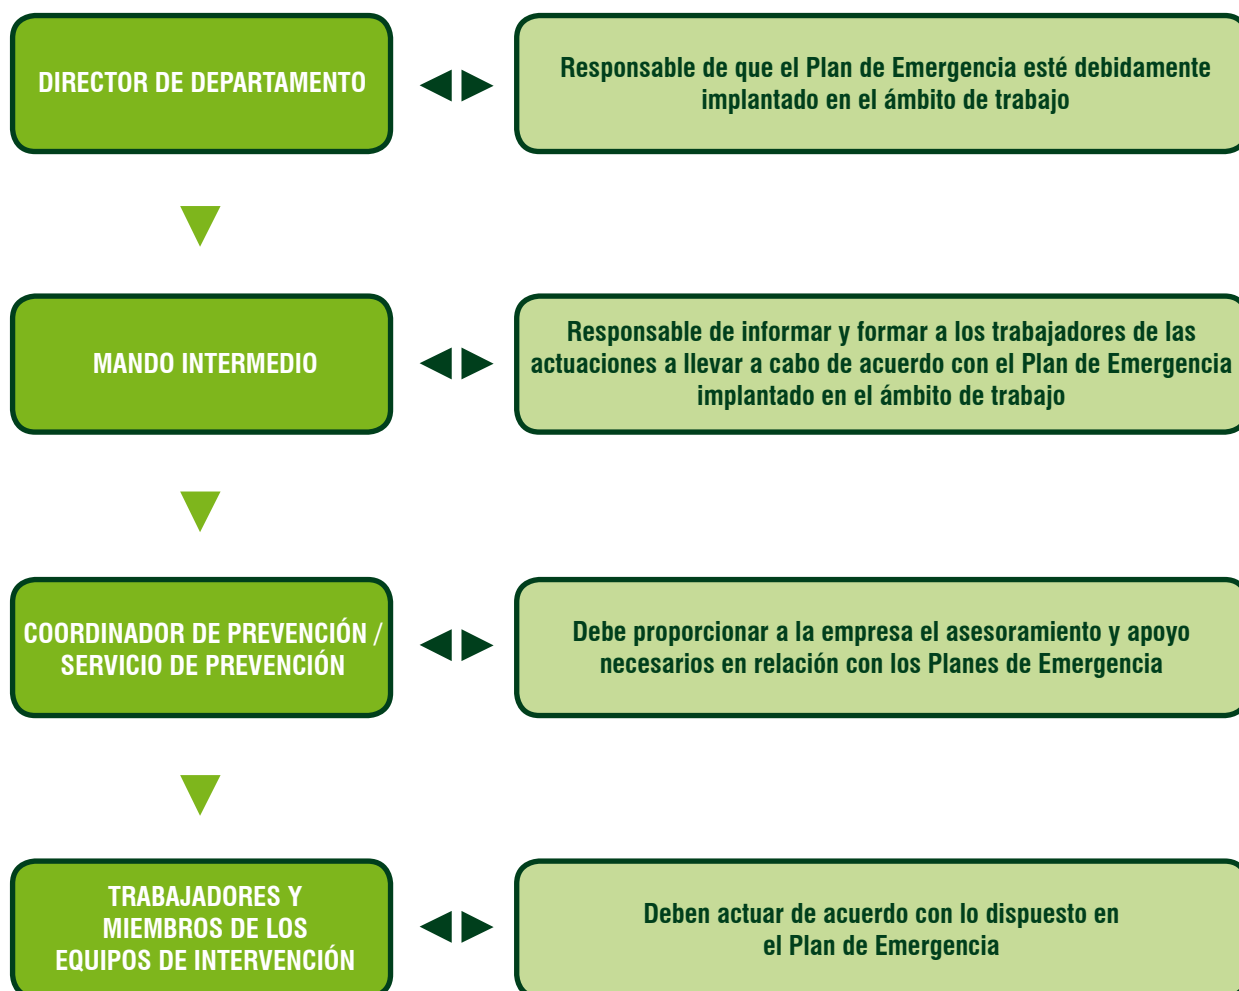 DIRECTOR DE DEPARTAMENTO
Responsable de que el Plan de Emergencia esté debidamente
implantado en el ámbito de trabajo
MANDO INTERMEDIO
Responsable de informar y formar a los trabajadores de las
actuaciones a llevar a cabo de acuerdo con el Plan de Emergencia
implantado en el ámbito de trabajo
COORDINADOR DE PREVENCIÓN /
SERVICIO DE PREVENCIÓN
Debe proporcionar a la empresa el asesoramiento y apoyo
necesarios en relación con los Planes de Emergencia
TRABAJADORES Y
MIEMBROS DE LOS
EQUIPOS DE INTERVENCIÓN
Deben actuar de acuerdo con lo dispuesto en
el Plan de Emergencia